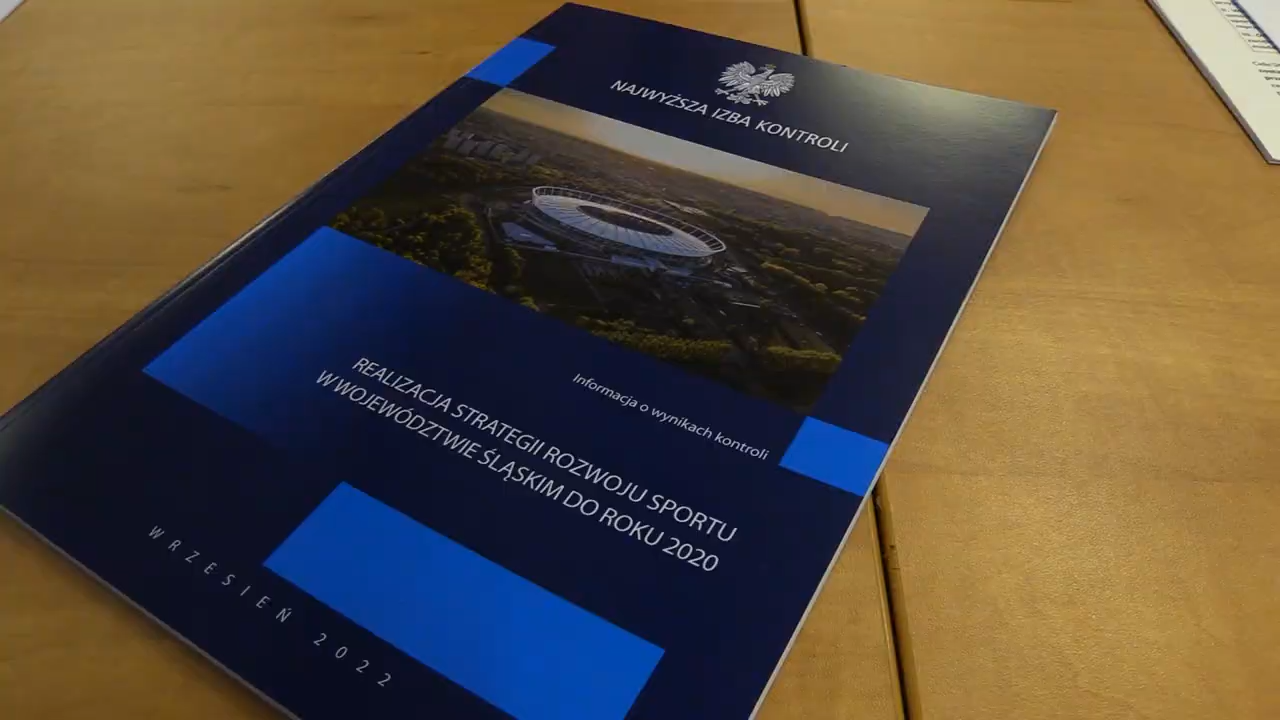 NAJWYŻSZA IZBA KONTROLI
Informacja o wynikach kontroli
REALIZACJA STRATEGII ROZWOJU SPORTU
W WOJEWÓDZTWIE ŚLĄSKIM DO ROKU 2020
WRZESIEŃ 2022